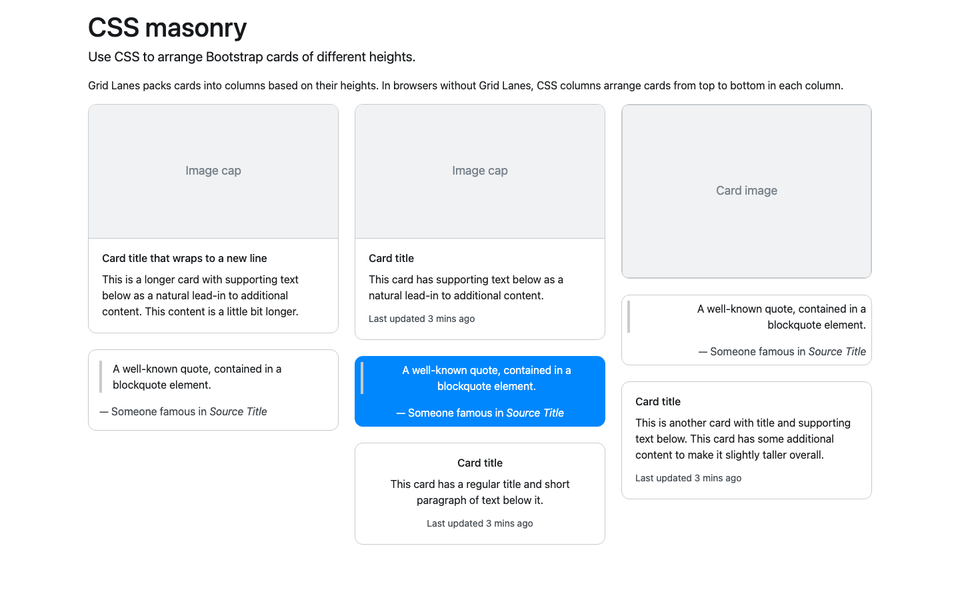 CSS masonry
Use CSS to arrange Bootstrap cards of different heights.
Grid Lanes packs cards into columns based on their heights. In browsers without Grid Lanes, CSS columns arrange cards from top to bottom in each column.
Image cap
Card title that wraps to a new line
This is a longer card with supporting text
below as a natural lead-in to additional
content. This content is a little bit longer.
A well-known quote, contained in a
blockquote element.
— Someone famous in Source Title
Image cap
Card title
This card has supporting text below as a
natural lead-in to additional content.
Last updated 3 mins ago
A well-known quote, contained in a
blockquote element.
— Someone famous in Source Title
Card title
This card has a regular title and short
paragraph of text below it.
Last updated 3 mins ago
Card image
A well-known quote, contained in a
blockquote element.
— Someone famous in Source Title
Card title
This is another card with title and supporting
text below. This card has some additional
content to make it slightly taller overall.
Last updated 3 mins ago